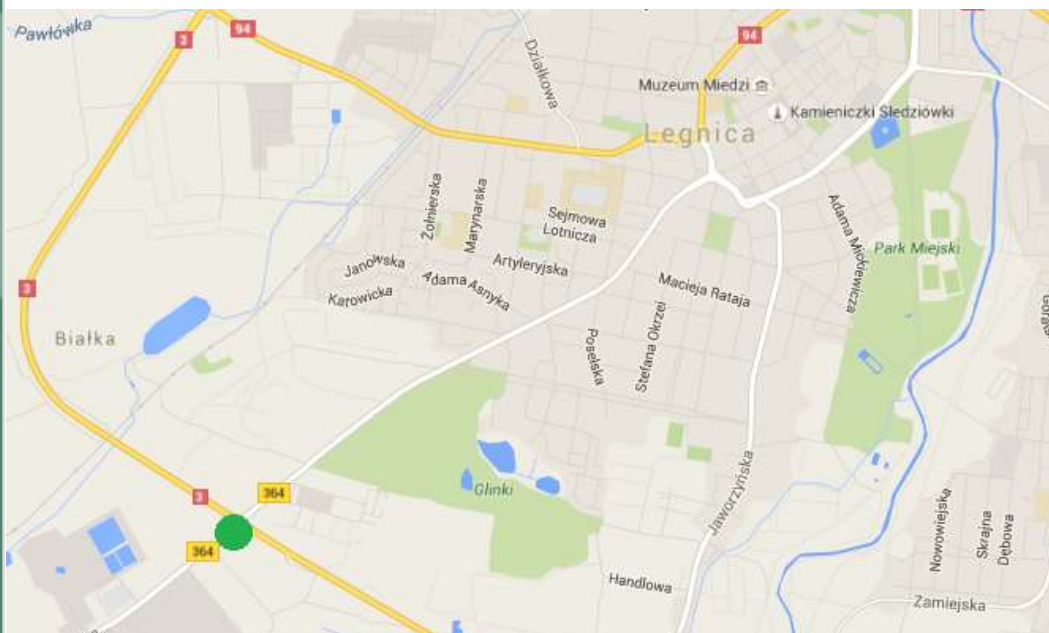 Pawłówka
3
94
94
Działkowa
Muzeum Miedzi
Kamieniczki Śledziówki
Legnica
Żołnierska
Marynarska
Sejmowa
Lotnicza
Adama Mickiewicza
Park Miejski
Janowska
Artyleryjska
Adama Asnyka
Karowicka
Macieja Rataja
3
Białka
Poselska
Stefana Okrzei
Jaworzyńska
Glinki
364
3
364
Nowowiejska
Skrajna
Dębowa
Handlowa
Zamiejska